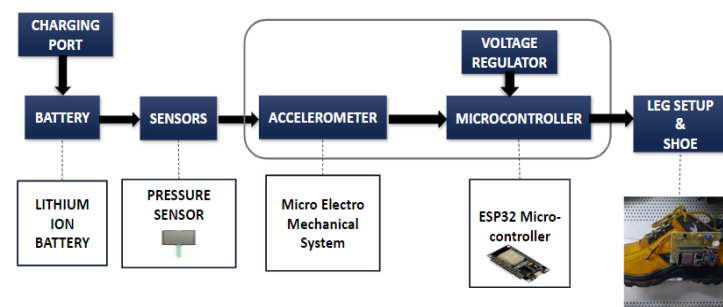 CHARGING
PORT
VOLTAGE
REGULATOR
BATTERY
SENSORS
ACCELEROMETER
MICROCONTROLLER
LEG SETUP
&
SHOE
LITHIUM
ION
BATTERY
PRESSURE
SENSOR
Micro Electro
Mechanical
System
ESP32 Micro-
controller